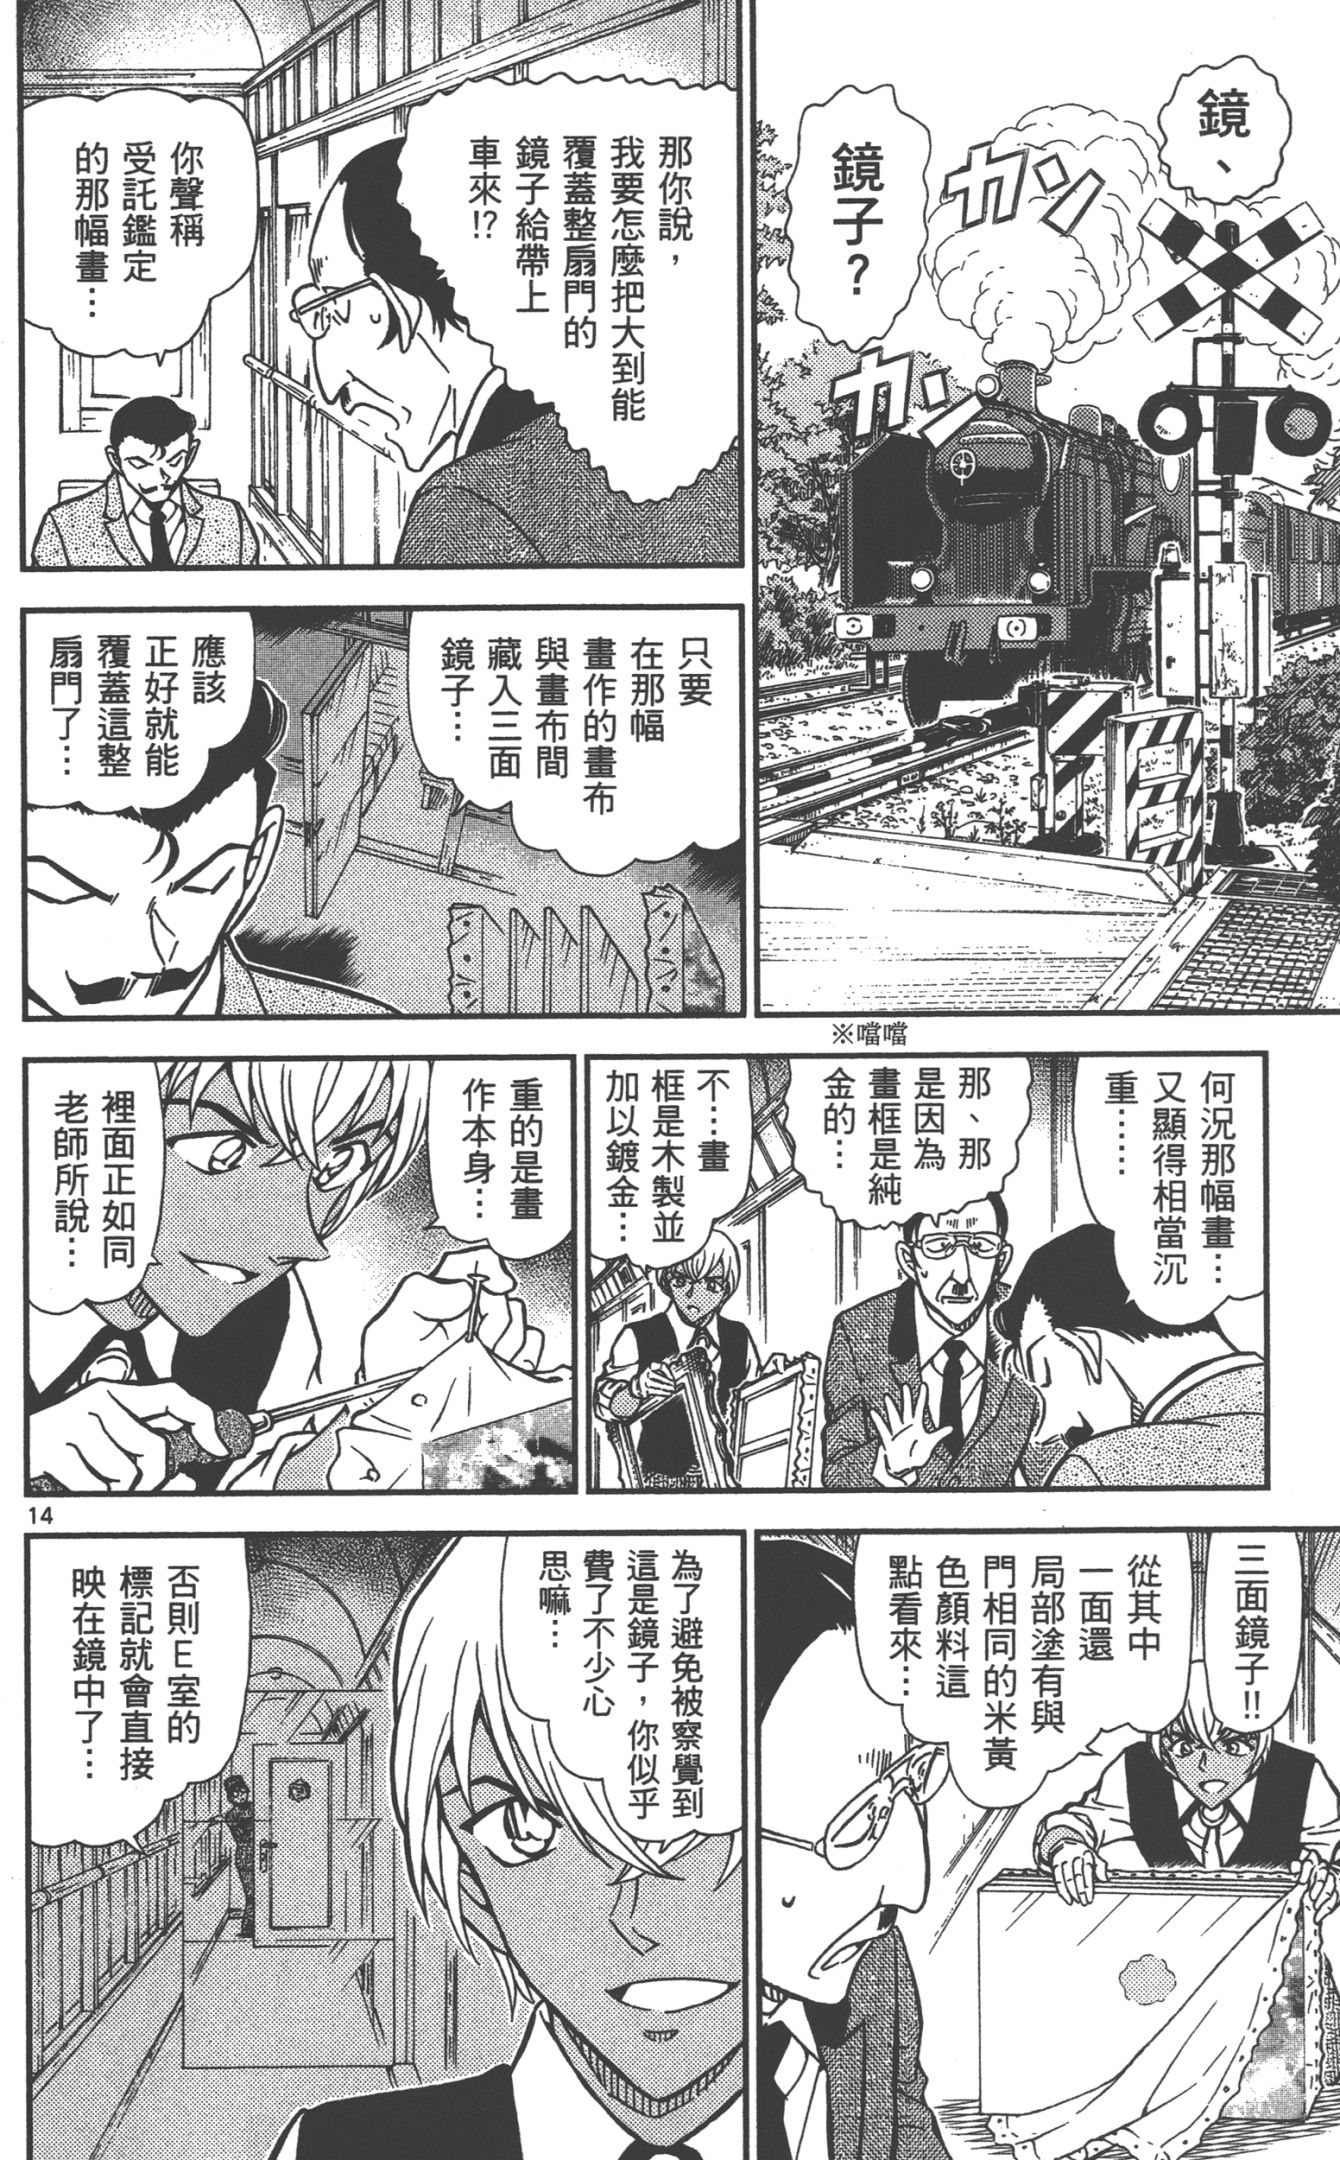 鏡、
鏡子？
カン
カン
※噹噹
那你說，
我要怎麼把大到能
覆蓋整扇門的
鏡子給帶上
車來!?
你聲稱
受託鑑定
的那幅畫…
只要
在那幅
畫作的畫布
與畫布間
藏入三面
鏡子…
應該
正好就能
覆蓋這整
扇門了…
何況那幅畫…
又顯得相當沉
重……
那、那
是因為
畫框是純
金的…
不…畫
框是木製並
加以鍍金…
重的是畫
作本身…
裡面正如同
老師所說…
14
三面鏡子!!
從其中
一面還
局部塗有與
門相同的米黃
色顏料這
點看來…
為了避免被察覺到
這是鏡子，你似乎
費了不少心
思嘛…
否則E室的
標記就會直接
映在鏡中了…